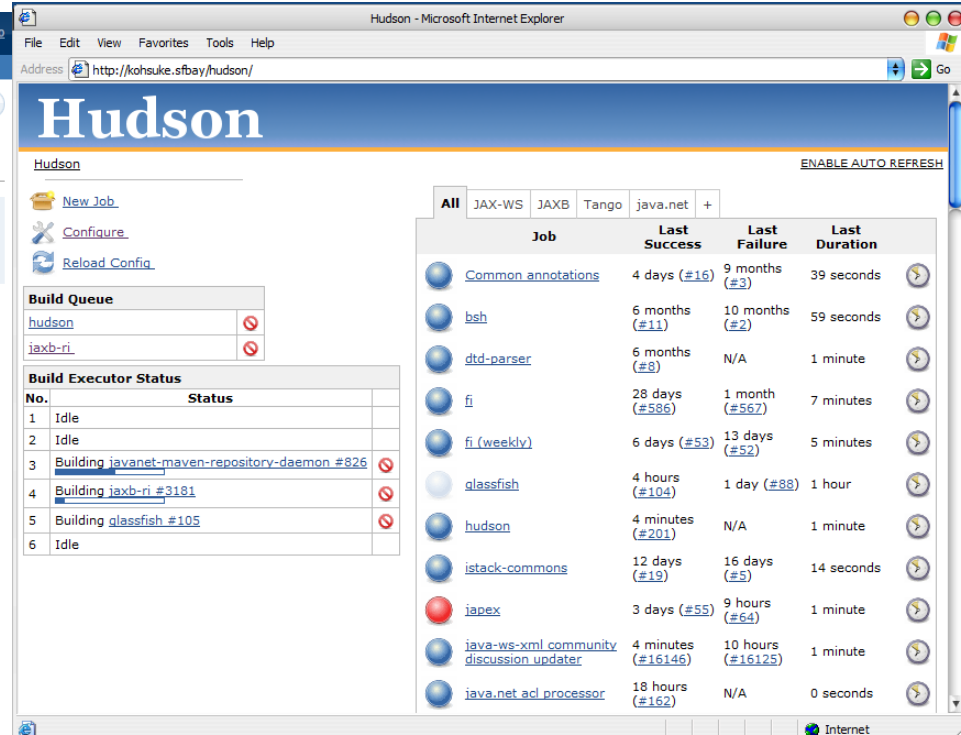 Hudson - Microsoft Internet Explorer
File Edit View Favorites Tools Help
Address http://kohsuke.sfbay/hudson/ Go
Hudson
Hudson
ENABLE AUTO REFRESH
New Job
Configure
Reload Config
Build Queue
hudson
jaxb-ri
Build Executor Status
No. Status
1 Idle
2 Idle
3 Building javanet-maven-repository-daemon #826
4 Building jaxb-ri #3181
5 Building glassfish #105
6 Idle
All JAX-WS JAXB Tango java.net +
Job Last Success Last Failure Last Duration
Common annotations 4 days (#16) 9 months (#3) 39 seconds
bsh 6 months (#11) 10 months (#2) 59 seconds
dtd-parser 6 months (#8) N/A 1 minute
fi 28 days (#586) 1 month (#567) 7 minutes
fi (weekly) 6 days (#53) 13 days (#52) 5 minutes
glassfish 4 hours (#104) 1 day (#88) 1 hour
hudson 4 minutes (#201) N/A 1 minute
istack-commons 12 days (#19) 16 days (#5) 14 seconds
japex 3 days (#55) 9 hours (#64) 1 minute
java-ws-xml community discussion updater 4 minutes (#16146) 10 hours (#16125) 1 minute
java.net acl processor 18 hours (#162) N/A 0 seconds
Internet